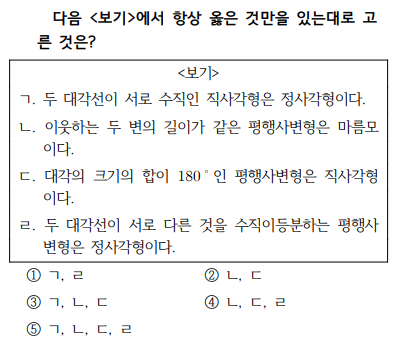 다음 <보기>에서 항상 옳은 것만을 있는대로 고
른 것은?
<보기>
ㄱ. 두 대각선이 서로 수직인 직사각형은 정사각형이다.
ㄴ. 이웃하는 두 변의 길이가 같은 평행사변형은 마름모
이다.
ㄷ. 대각의 크기의 합이 180°인 평행사변형은 직사각형
이다.
ㄹ. 두 대각선이 서로 다른 것을 수직이등분하는 평행사
변형은 정사각형이다.
① ㄱ, ㄹ ② ㄴ, ㄷ
③ ㄱ, ㄴ, ㄷ ④ ㄴ, ㄷ, ㄹ
⑤ ㄱ, ㄴ, ㄷ, ㄹ